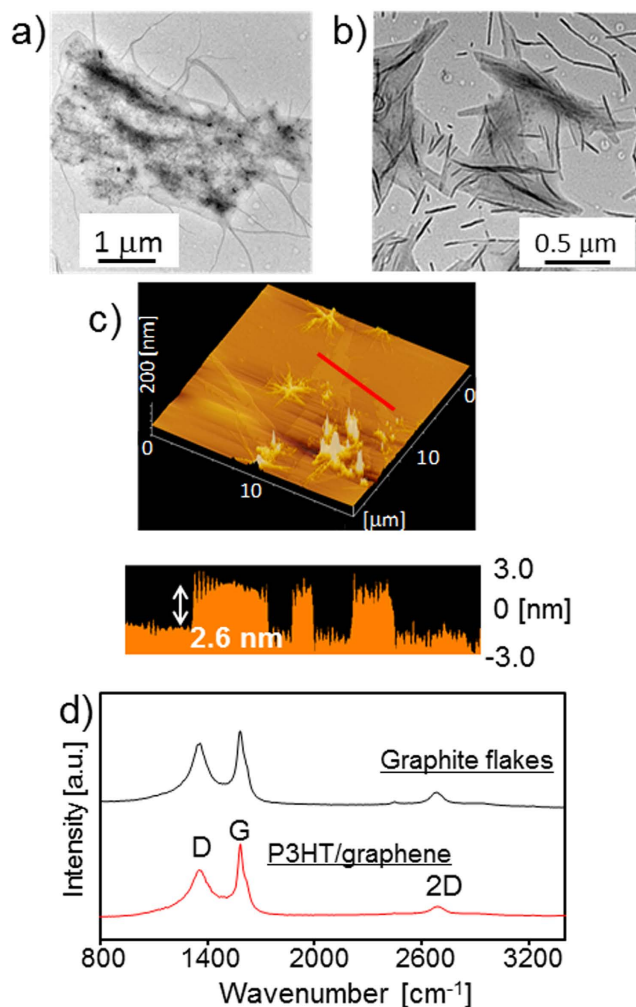 a)
b)
1 μm
0.5 μm
c)
200 [nm]
0
10
10
0
[μm]
3.0
0 [nm]
-3.0
2.6 nm
d)
Graphite flakes
D
G
P3HT/graphene
2D
Intensity [a.u.]
800 1400 2000 2600 3200
Wavenumber [cm⁻¹]